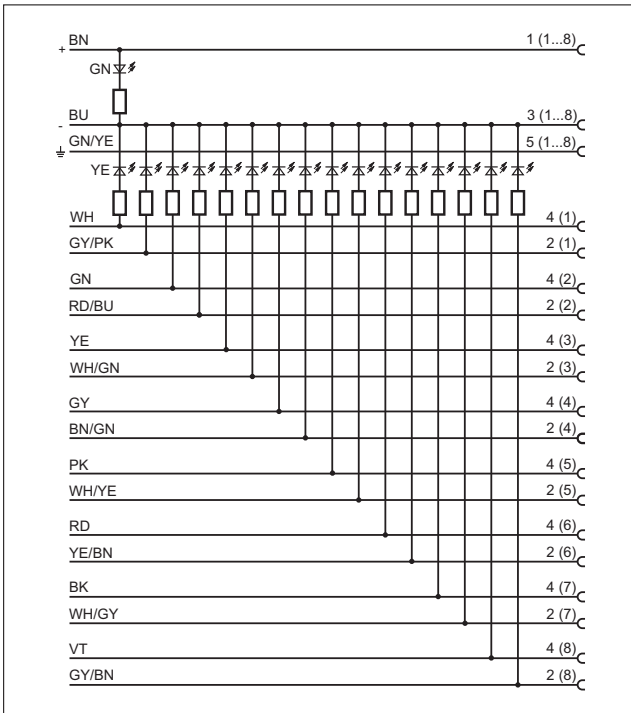 BN 1 (1...8)
+
GN
BU 3 (1...8)
-
GN/YE 5 (1...8)
YE
WH 4 (1)
GY/PK 2 (1)
GN 4 (2)
RD/BU 2 (2)
YE 4 (3)
WH/GN 2 (3)
GY 4 (4)
BN/GN 2 (4)
PK 4 (5)
WH/YE 2 (5)
RD 4 (6)
YE/BN 2 (6)
BK 4 (7)
WH/GY 2 (7)
VT 4 (8)
GY/BN 2 (8)